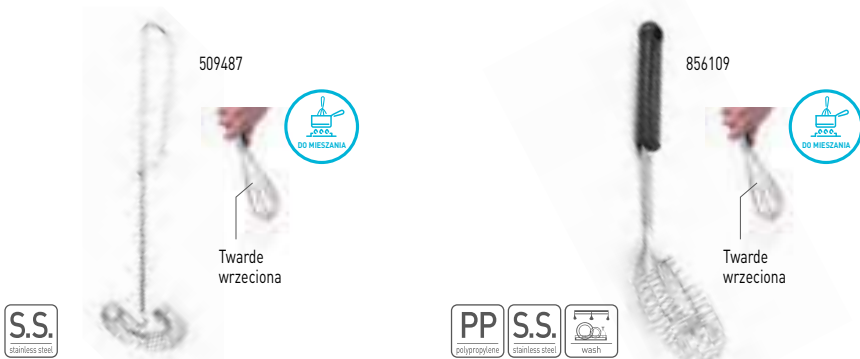 509487
DO MIESZANIA
Twarde
wrzeciona
S.S.
stainless steel
856109
DO MIESZANIA
Twarde
wrzeciona
PP
polypropylene
S.S.
stainless steel
wash